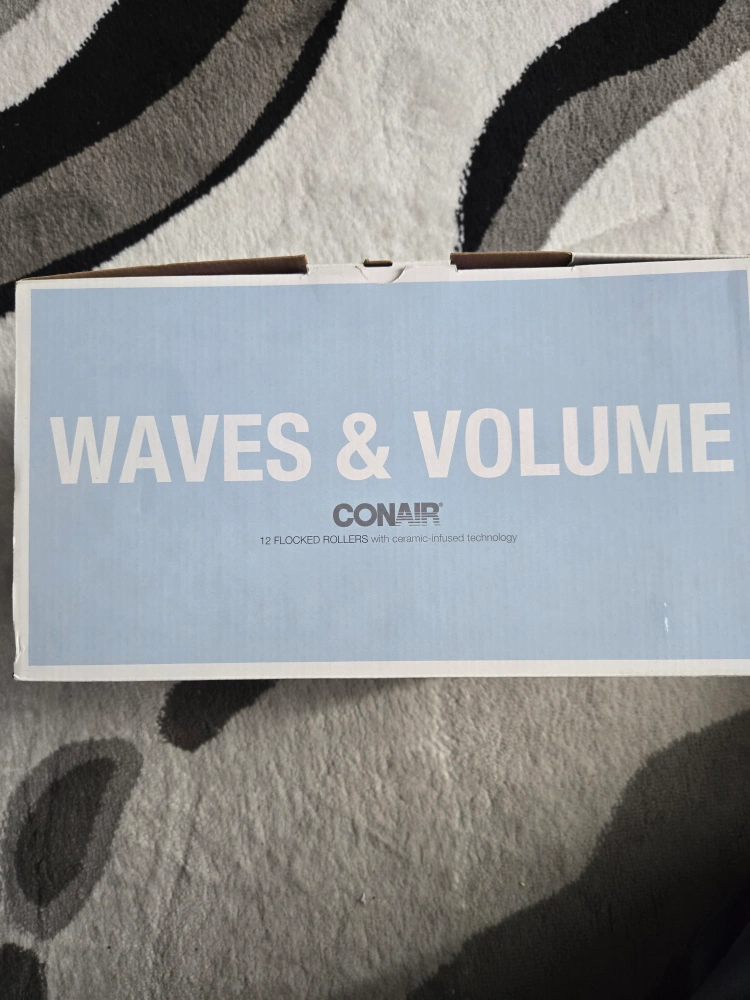 WAVES & VOLUME
CONAIR®
12 FLOCKED ROLLERS with ceramic-infused technology